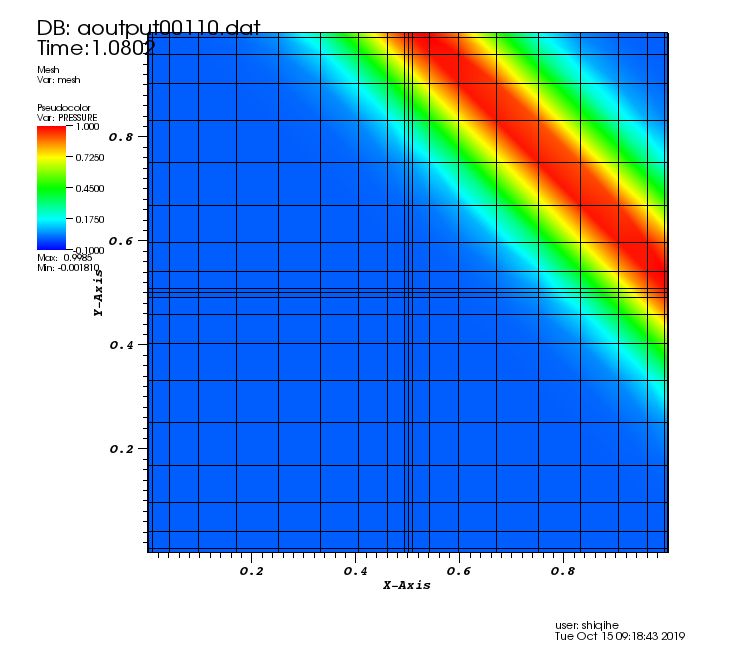 DB: aoutput00110.dat
Time:1.0802
Mesh
Var: mesh
Pseudocolor
Var: PRESSURE
1.000
0.7250
0.4500
0.1750
-0.1000
Max: 0.9985
Min: -0.001810
Y-Axis
0.8
0.6
0.4
0.2
0.2 0.4 0.6 0.8
X-Axis
user: shiqihe
Tue Oct 15 09:18:43 2019